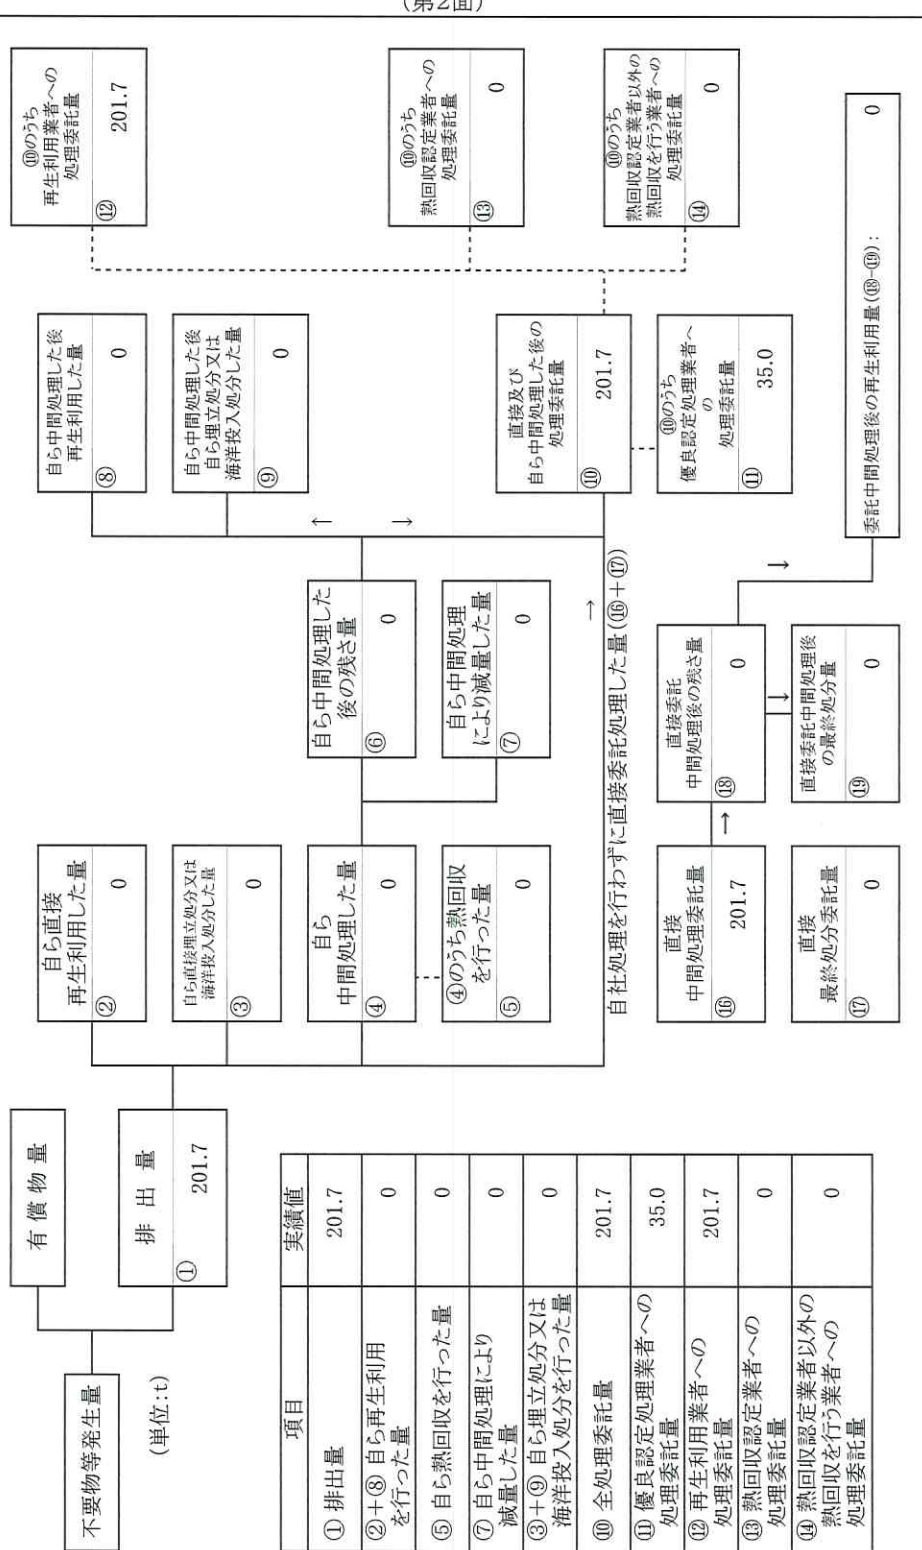 (第2面)
不要物等発生量
(単位:t)
有 償 物 量
排 出 量
① 201.7
自ら直接
再生利用した量
② 0
自ら直接埋立処分又は
海洋投入処分した量
③ 0
自ら
中間処理した量
④ 0
④のうち熱回収
を行った量
⑤ 0
自ら中間処理した
後の残さ量
⑥ 0
自ら中間処理
により減量した量
⑦ 0
自ら中間処理した後
再生利用した量
⑧ 0
自ら中間処理した後
自ら埋立処分又は
海洋投入処分した量
⑨ 0
直接及び
自ら中間処理した後の
処理委託量
⑩ 201.7
⑩のうち
優良認定処理業者へ
の
処理委託量
⑪ 35.0
⑩のうち
再生利用業者への
処理委託量
⑫ 201.7
⑩のうち
熱回収認定業者への
処理委託量
⑬ 0
⑩のうち
熱回収認定業者以外の
熱回収を行う業者への
処理委託量
⑭ 0
自社処理を行わずに直接委託処理した量(⑯+⑰)
直接
中間処理委託量
⑯ 201.7
直接
最終処分委託量
⑰ 0
直接委託
中間処理後の残さ量
⑱ 0
直接委託中間処理後
の最終処分量
⑲ 0
委託中間処理後の再生利用量(⑱-⑲): 0
項目 実績値
① 排出量 201.7
②+⑧ 自ら再生利用
を行った量 0
⑤ 自ら熱回収を行った量 0
⑦ 自ら中間処理により
減量した量 0
③+⑨ 自ら埋立処分又は
海洋投入処分を行った量 0
⑩ 全処理委託量 201.7
⑪ 優良認定処理業者への
処理委託量 35.0
⑫ 再生利用業者への
処理委託量 201.7
⑬ 熱回収認定業者への
処理委託量 0
⑭ 熱回収認定業者以外の
熱回収を行う業者への
処理委託量 0